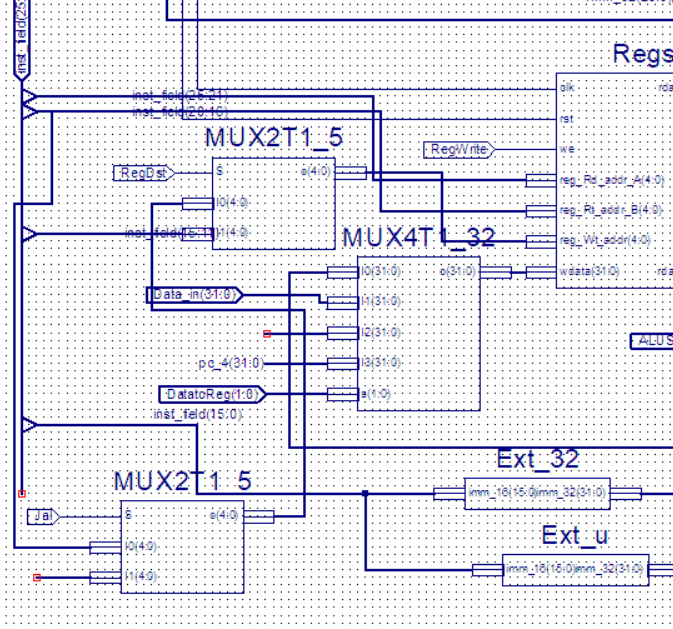 inst_field(25:
Regs
clk
rda
inst_field(25:21)
inst_field(20:16)
rst
MUX2T1_5
RegWrite
we
RegDst
S
o(4:0)
reg_Rd_addr_A(4:0)
I0(4:0)
reg_Rt_addr_B(4:0)
inst_field(15:11)
I1(4:0)
MUX4T1_32
reg_Wt_addr(4:0)
I0(31:0)
o(31:0)
wdata(31:0)
rda
Data_in(31:0)
I1(31:0)
I2(31:0)
ALUS
pc_4(31:0)
I3(31:0)
DatatoReg(1:0)
s(1:0)
inst_field(15:0)
Ext_32
MUX2T1_5
imm_16(15:0)
imm_32(31:0)
Jal
S
o(4:0)
Ext_u
I0(4:0)
imm_16(15:0)
imm_32(31:0)
I1(4:0)